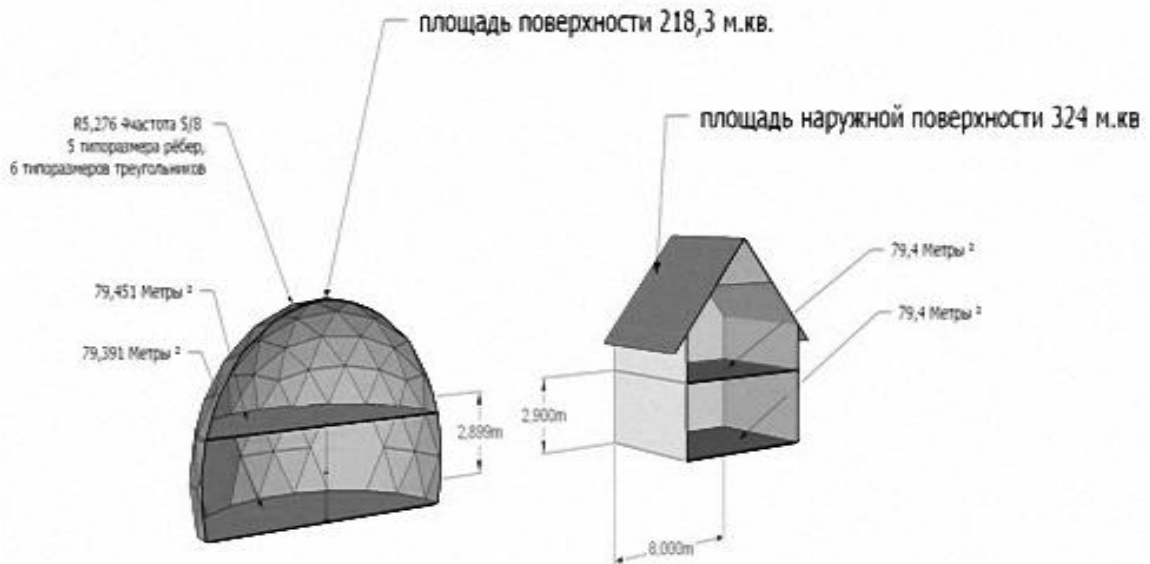 площадь поверхности 218,3 м.кв.
R5,276 4частота 5/8
5 типоразмера рёбер,
6 типоразмеров треугольников
площадь наружной поверхности 324 м.кв
79,451 Метры ²
79,391 Метры ²
2,899m
79,4 Метры ²
79,4 Метры ²
2,900m
8,000m